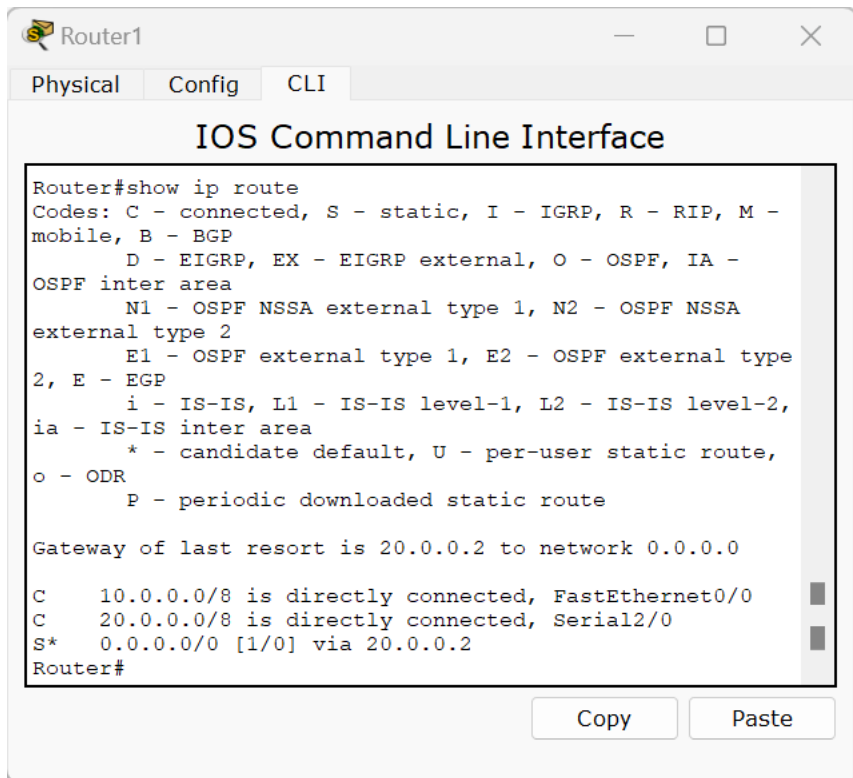 Router1
Physical Config CLI
IOS Command Line Interface
Router#show ip route
Codes: C - connected, S - static, I - IGRP, R - RIP, M -
mobile, B - BGP
       D - EIGRP, EX - EIGRP external, O - OSPF, IA -
OSPF inter area
       N1 - OSPF NSSA external type 1, N2 - OSPF NSSA
external type 2
       E1 - OSPF external type 1, E2 - OSPF external type
2, E - EGP
       i - IS-IS, L1 - IS-IS level-1, L2 - IS-IS level-2,
ia - IS-IS inter area
       * - candidate default, U - per-user static route,
o - ODR
       P - periodic downloaded static route

Gateway of last resort is 20.0.0.2 to network 0.0.0.0

C    10.0.0.0/8 is directly connected, FastEthernet0/0
C    20.0.0.0/8 is directly connected, Serial2/0
S*   0.0.0.0/0 [1/0] via 20.0.0.2
Router#
Copy Paste